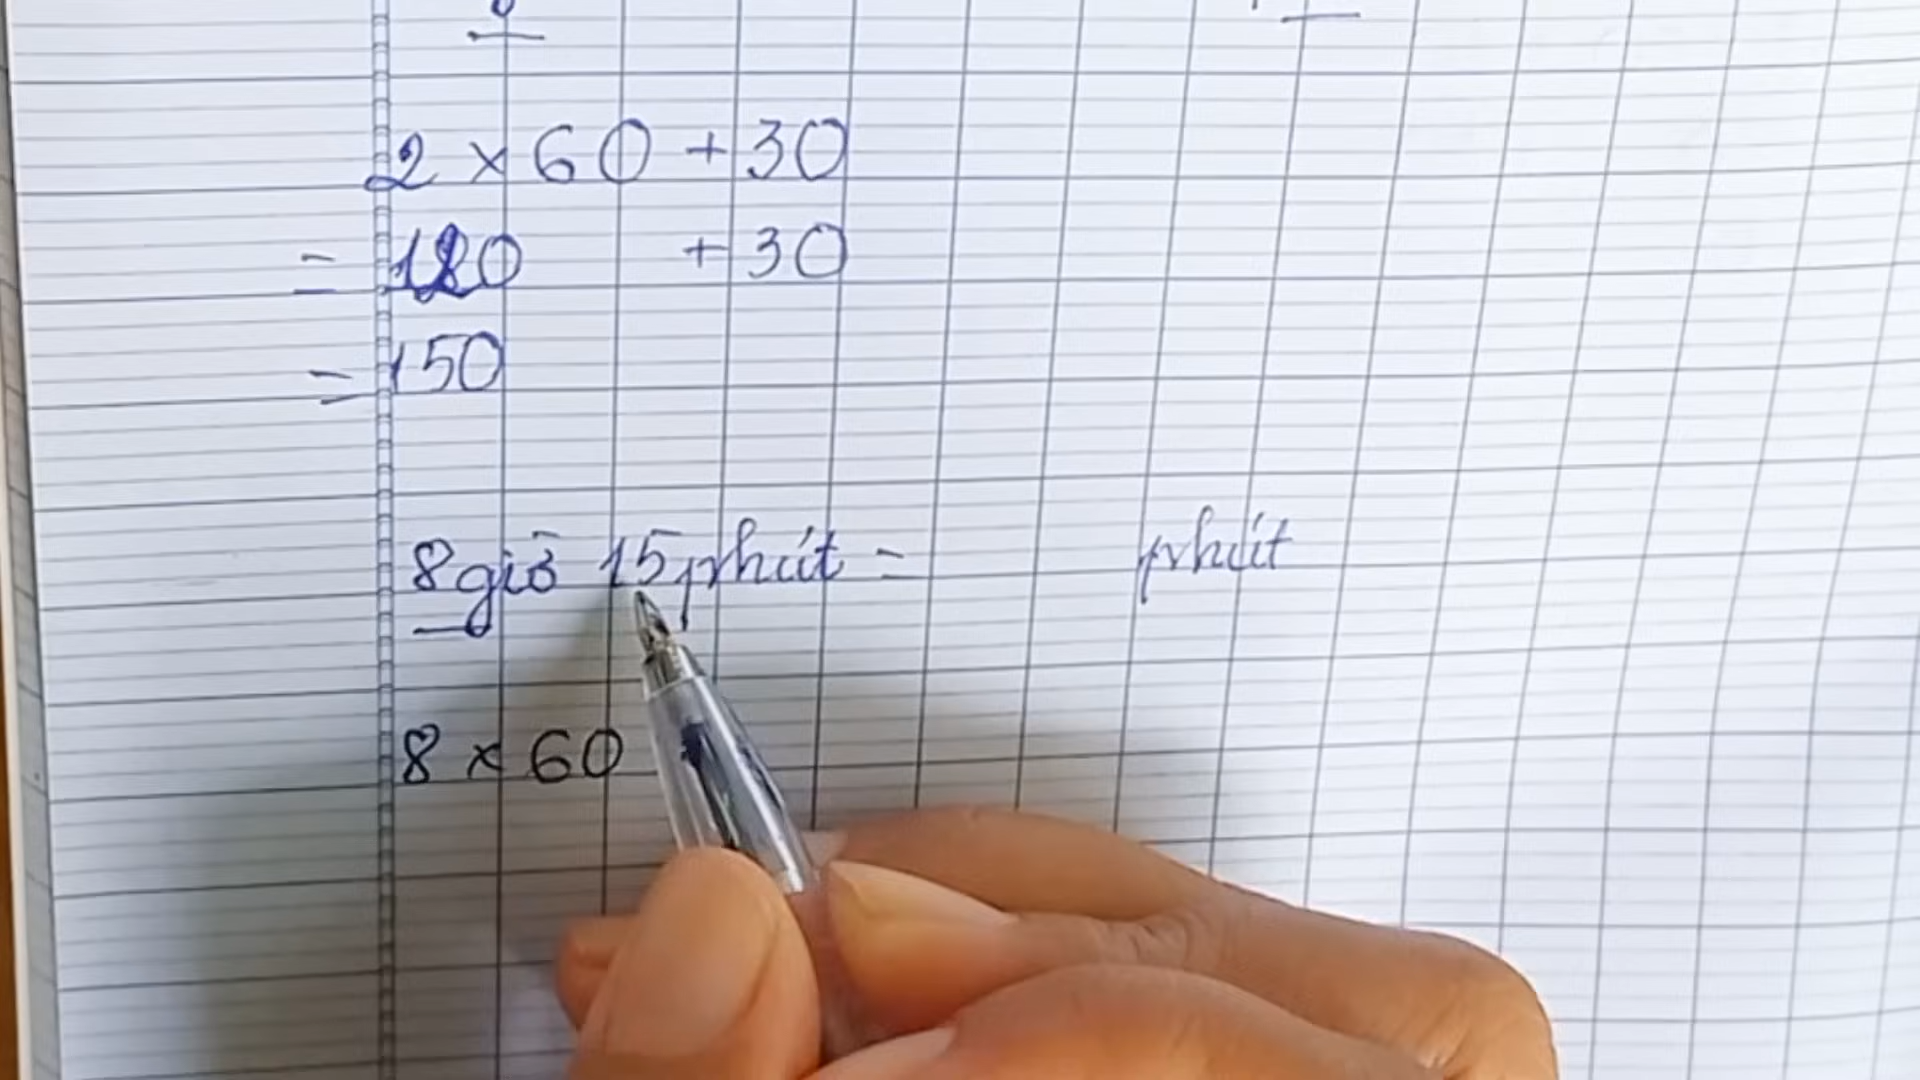 2 × 60 + 30
= 120 + 30
= 150
8 giờ 15 phút = phút
8 × 60